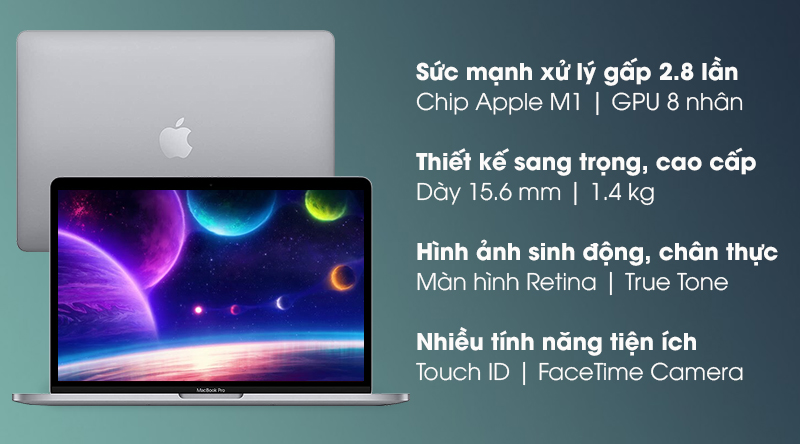 Sức mạnh xử lý gấp 2.8 lần
Chip Apple M1 | GPU 8 nhân
Thiết kế sang trọng, cao cấp
Dày 15.6 mm | 1.4 kg
Hình ảnh sinh động, chân thực
Màn hình Retina | True Tone
Nhiều tính năng tiện ích
Touch ID | FaceTime Camera
MacBook Pro